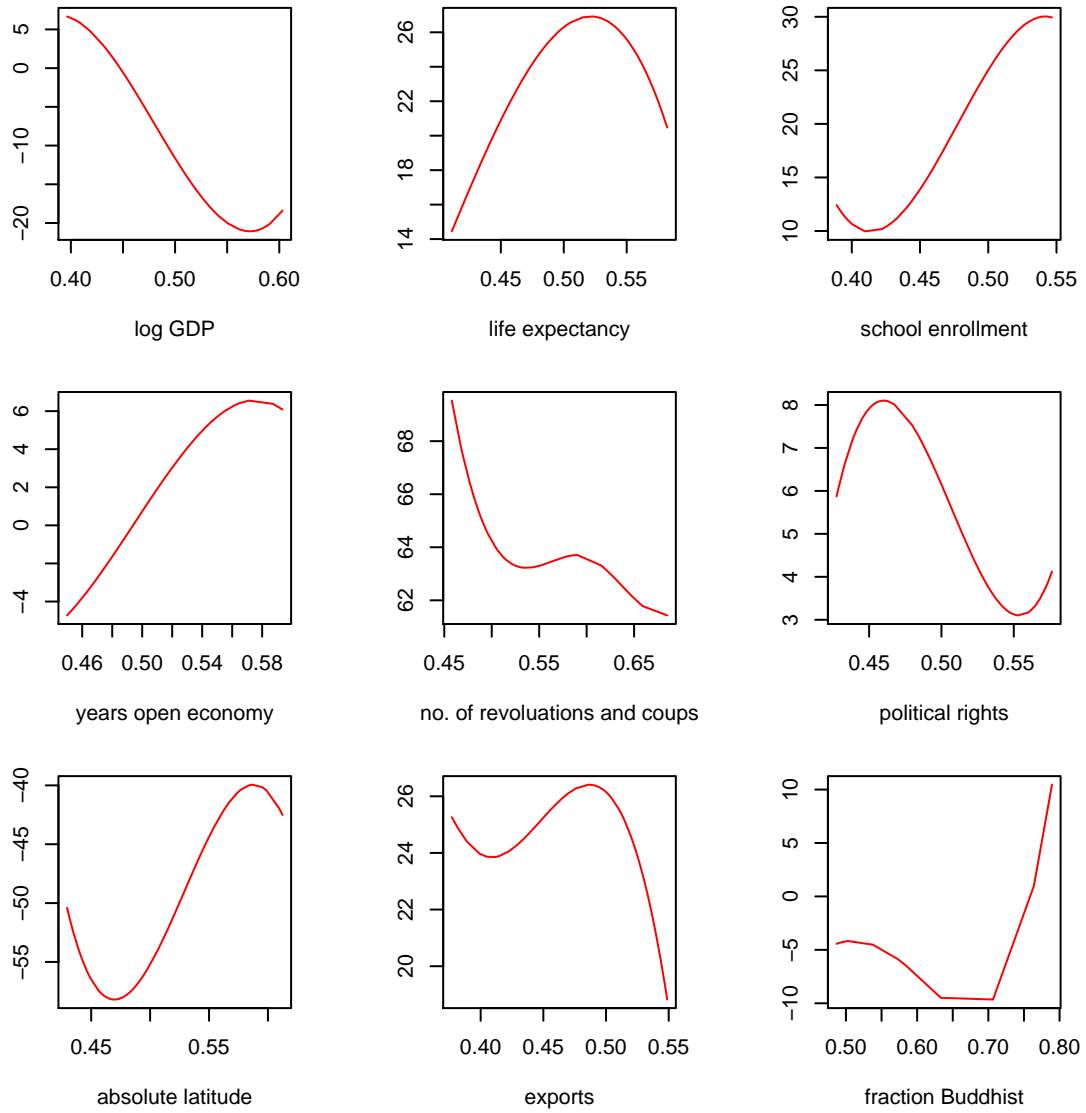 5
0
−10
−20
0.40 0.50 0.60
log GDP
26
22
18
14
0.45 0.50 0.55
life expectancy
30
25
20
15
10
0.40 0.45 0.50 0.55
school enrollment
6
4
2
0
−4
0.46 0.50 0.54 0.58
years open economy
68
66
64
62
0.45 0.55 0.65
no. of revoluations and coups
8
7
6
5
4
3
0.45 0.50 0.55
political rights
−40
−45
−50
−55
0.45 0.55
absolute latitude
26
24
22
20
0.40 0.45 0.50 0.55
exports
10
5
0
−5
−10
0.50 0.60 0.70 0.80
fraction Buddhist